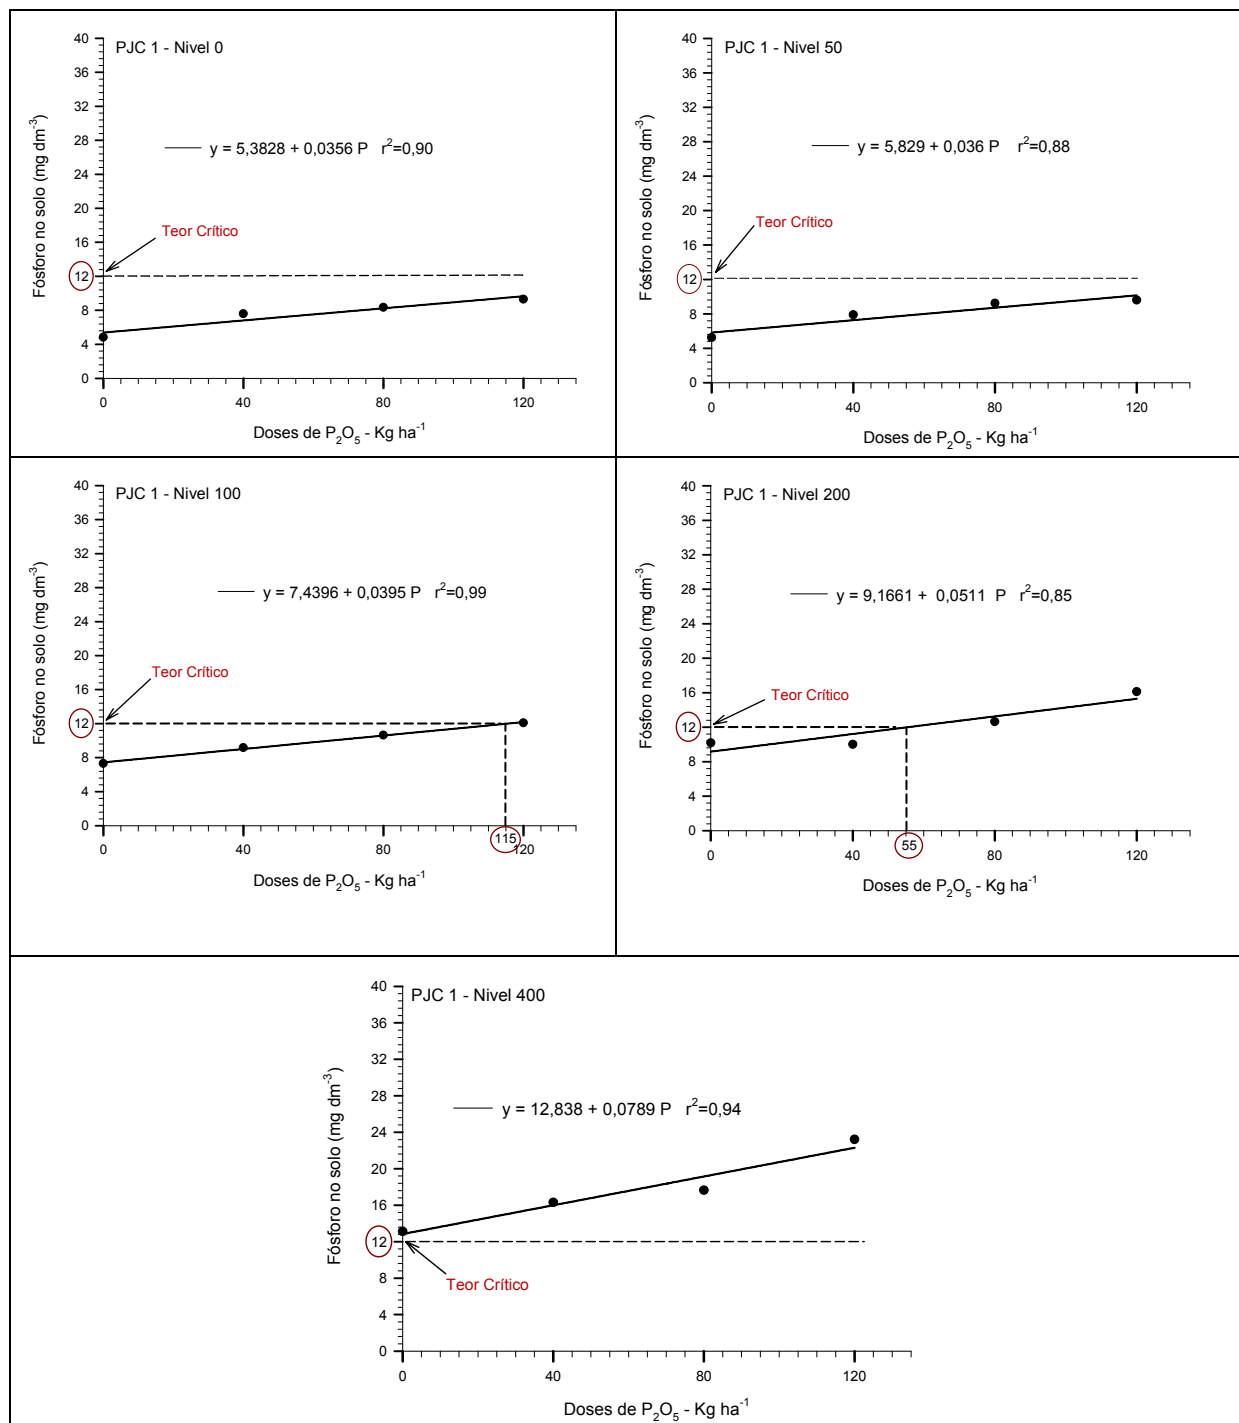 PJC 1 - Nivel 0
Fósforo no solo (mg dm⁻³)
40
36
32
28
24
20
16
12
8
4
0
y = 5,3828 + 0,0356 P r²=0,90
Teor Crítico
0 40 80 120
Doses de P₂O₅ - Kg ha⁻¹
PJC 1 - Nivel 50
Fósforo no solo (mg dm⁻³)
40
36
32
28
24
20
16
12
8
4
0
y = 5,829 + 0,036 P r²=0,88
Teor Crítico
0 40 80 120
Doses de P₂O₅ - Kg ha⁻¹
PJC 1 - Nivel 100
Fósforo no solo (mg dm⁻³)
40
36
32
28
24
20
16
12
8
4
0
y = 7,4396 + 0,0395 P r²=0,99
Teor Crítico
0 40 80 115 120
Doses de P₂O₅ - Kg ha⁻¹
PJC 1 - Nivel 200
Fósforo no solo (mg dm⁻³)
40
36
32
28
24
20
16
12
8
4
0
y = 9,1661 + 0,0511 P r²=0,85
Teor Crítico
0 40 55 80 120
Doses de P₂O₅ - Kg ha⁻¹
PJC 1 - Nivel 400
Fósforo no solo (mg dm⁻³)
40
36
32
28
24
20
16
12
8
4
0
y = 12,838 + 0,0789 P r²=0,94
Teor Crítico
0 40 80 120
Doses de P₂O₅ - Kg ha⁻¹